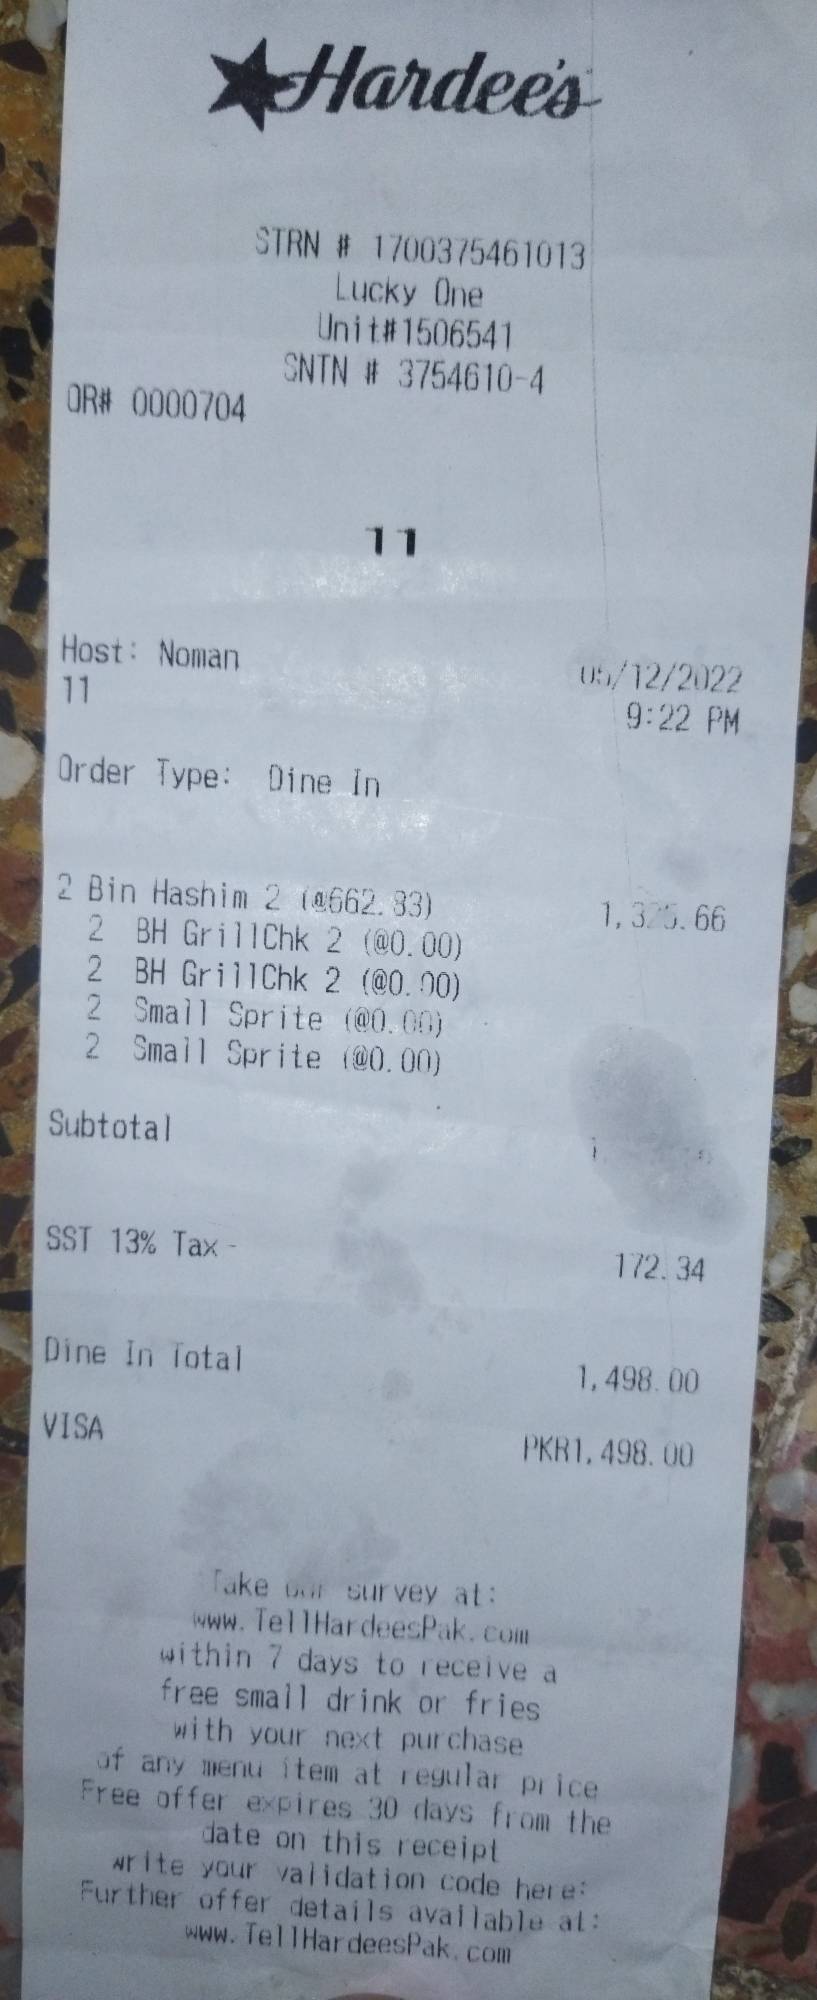 Hardee's
STRN # 1700375461013
Lucky One
Unit#1506541
SNTN # 3754610-4
OR# 0000704
11
Host: Noman
05/12/2022
11
9:22 PM
Order Type: Dine In
2 Bin Hashim 2 (@662.83) 1,325.66
2 BH GrillChk 2 (@0.00)
2 BH GrillChk 2 (@0.00)
2 Small Sprite (@0.00)
2 Small Sprite (@0.00)
Subtotal
SST 13% Tax - 172.34
Dine In Total 1,498.00
VISA PKR1,498.00
Take our survey at:
www.TellHardeesPak.com
within 7 days to receive a
free small drink or fries
with your next purchase
of any menu item at regular price
Free offer expires 30 days from the
date on this receipt
write your validation code here:
Further offer details available at:
www.TellHardeesPak.com